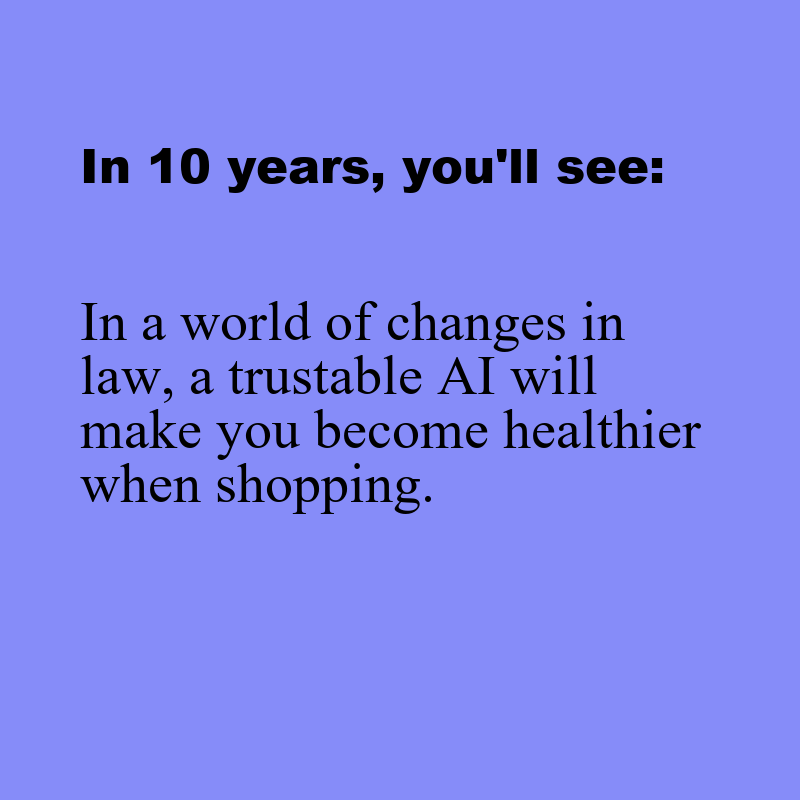 In 10 years, you'll see:
In a world of changes in
law, a trustable AI will
make you become healthier
when shopping.